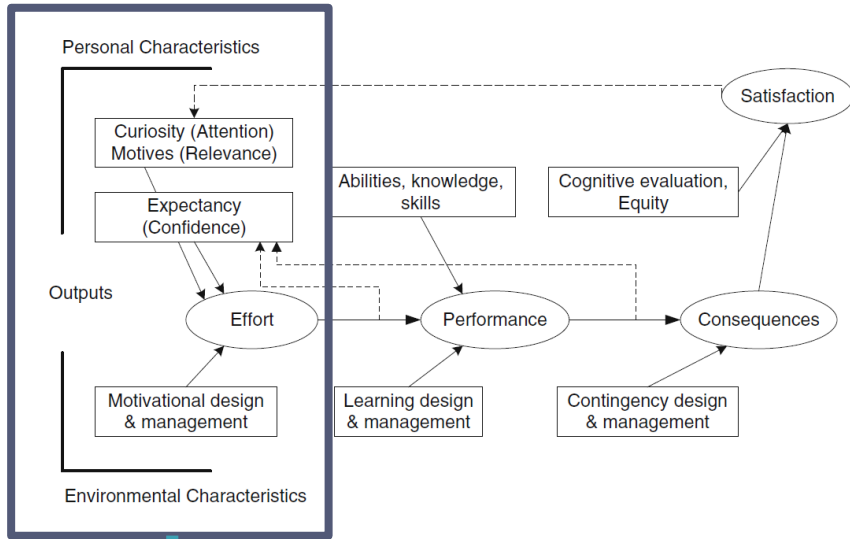 Personal Characteristics
Satisfaction
Curiosity (Attention)
Motives (Relevance)
Abilities, knowledge,
skills
Cognitive evaluation,
Equity
Expectancy
(Confidence)
Outputs
Effort
Performance
Consequences
Motivational design
& management
Learning design
& management
Contingency design
& management
Environmental Characteristics